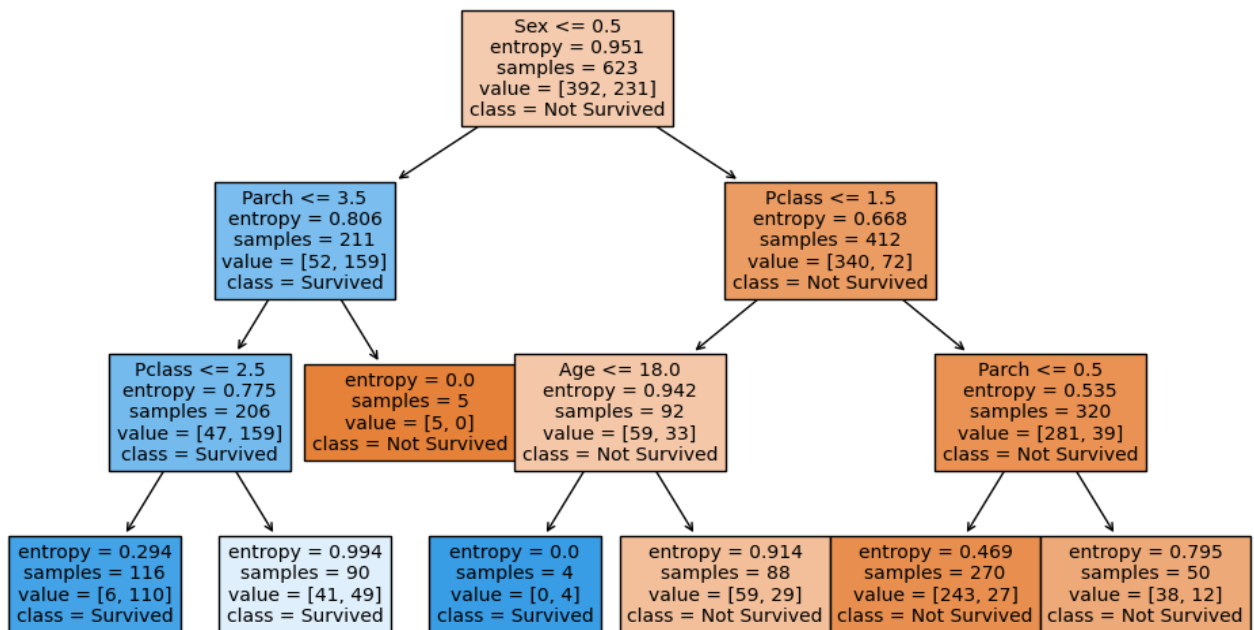 Sex <= 0.5
entropy = 0.951
samples = 623
value = [392, 231]
class = Not Survived
Parch <= 3.5
entropy = 0.806
samples = 211
value = [52, 159]
class = Survived
Pclass <= 1.5
entropy = 0.668
samples = 412
value = [340, 72]
class = Not Survived
Pclass <= 2.5
entropy = 0.775
samples = 206
value = [47, 159]
class = Survived
entropy = 0.0
samples = 5
value = [5, 0]
class = Not Survived
Age <= 18.0
entropy = 0.942
samples = 92
value = [59, 33]
class = Not Survived
Parch <= 0.5
entropy = 0.535
samples = 320
value = [281, 39]
class = Not Survived
entropy = 0.294
samples = 116
value = [6, 110]
class = Survived
entropy = 0.994
samples = 90
value = [41, 49]
class = Survived
entropy = 0.0
samples = 4
value = [0, 4]
class = Survived
entropy = 0.914
samples = 88
value = [59, 29]
class = Not Survived
entropy = 0.469
samples = 270
value = [243, 27]
class = Not Survived
entropy = 0.795
samples = 50
value = [38, 12]
class = Not Survived